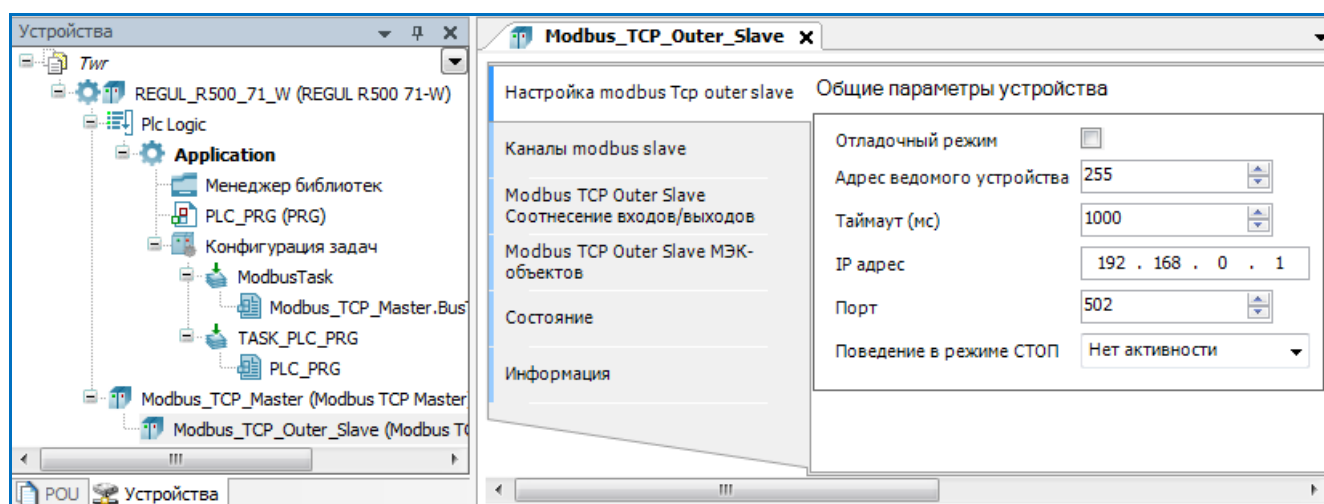 Устройства
Twr
REGUL_R500_71_W (REGUL R500 71-W)
Plc Logic
Application
Менеджер библиотек
PLC_PRG (PRG)
Конфигурация задач
ModbusTask
Modbus_TCP_Master.Bus
TASK_PLC_PRG
PLC_PRG
Modbus_TCP_Master (Modbus TCP Master
Modbus_TCP_Outer_Slave (Modbus TC
POU Устройства
Modbus_TCP_Outer_Slave
Настройка modbus Tcp outer slave
Каналы modbus slave
Modbus TCP Outer Slave
Соотнесение входов/выходов
Modbus TCP Outer Slave МЭК-
объектов
Состояние
Информация
Общие параметры устройства
Отладочный режим
Адрес ведомого устройства 255
Таймаут (мс) 1000
IP адрес 192 . 168 . 0 . 1
Порт 502
Поведение в режиме СТОП Нет активности